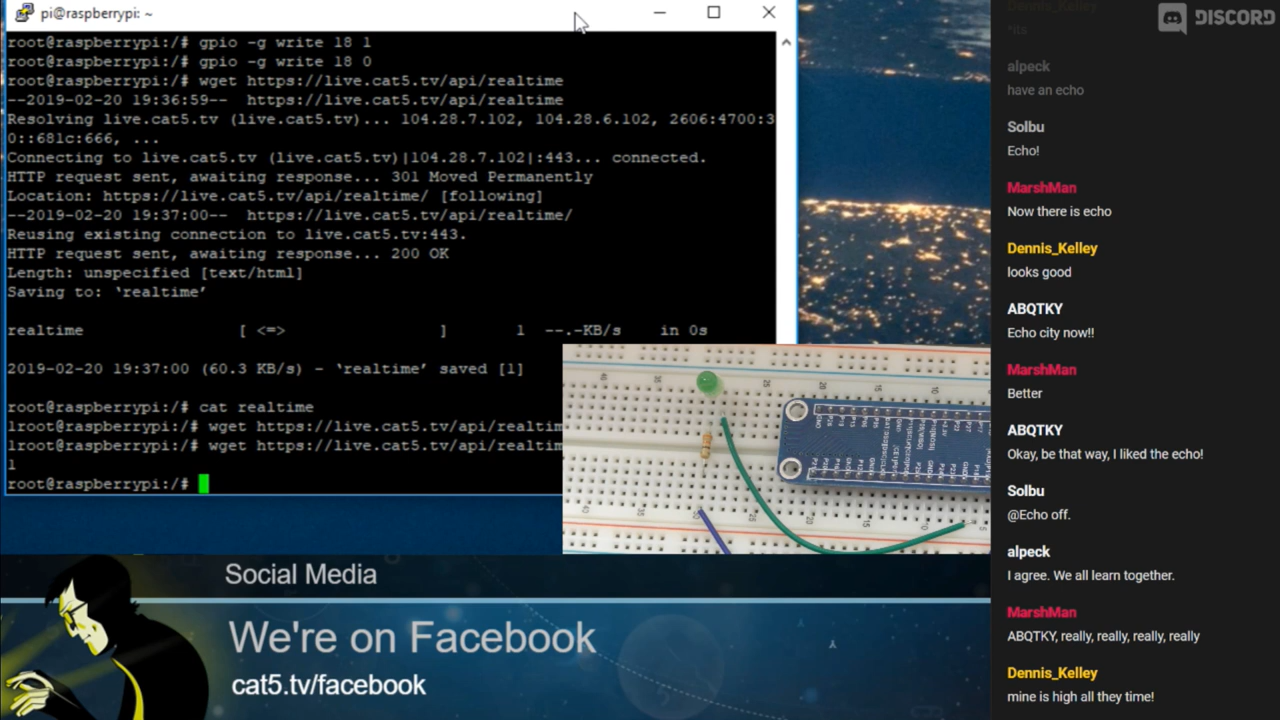 pi@raspberrypi: ~
root@raspberrypi:/# gpio -g write 18 1
root@raspberrypi:/# gpio -g write 18 0
root@raspberrypi:/# wget https://live.cat5.tv/api/realtime
--2019-02-20 19:36:59-- https://live.cat5.tv/api/realtime
Resolving live.cat5.tv (live.cat5.tv)... 104.28.7.102, 104.28.6.102, 2606:4700:3
0::681c:666, ...
Connecting to live.cat5.tv (live.cat5.tv)|104.28.7.102|:443... connected.
HTTP request sent, awaiting response... 301 Moved Permanently
Location: https://live.cat5.tv/api/realtime/ [following]
--2019-02-20 19:37:00-- https://live.cat5.tv/api/realtime/
Reusing existing connection to live.cat5.tv:443.
HTTP request sent, awaiting response... 200 OK
Length: unspecified [text/html]
Saving to: ‘realtime’
realtime [ <=> ] 1 --.-KB/s in 0s
2019-02-20 19:37:00 (60.3 KB/s) - ‘realtime’ saved [1]
root@raspberrypi:/# cat realtime
1root@raspberrypi:/# wget https://live.cat5.tv/api/realtim
1root@raspberrypi:/# wget https://live.cat5.tv/api/realtim
1
root@raspberrypi:/#
Social Media
We're on Facebook
cat5.tv/facebook
DISCORD
Dennis_Kelley
*its
alpeck
have an echo
Solbu
Echo!
MarshMan
Now there is echo
Dennis_Kelley
looks good
ABQTKY
Echo city now!!
MarshMan
Better
ABQTKY
Okay, be that way, I liked the echo!
Solbu
@Echo off.
alpeck
I agree. We all learn together.
MarshMan
ABQTKY, really, really, really, really
Dennis_Kelley
mine is high all they time!